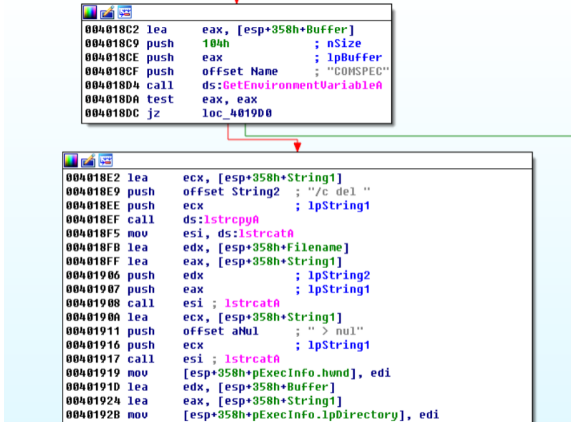 004018C2 lea eax, [esp+358h+Buffer]
004018C9 push 104h ; nSize
004018CE push eax ; lpBuffer
004018CF push offset Name ; "COMSPEC"
004018D4 call ds:GetEnvironmentVariableA
004018DA test eax, eax
004018DC jz loc_4019D0
004018E2 lea ecx, [esp+358h+String1]
004018E9 push offset String2 ; "/c del "
004018EE push ecx ; lpString1
004018EF call ds:lstrcpyA
004018F5 mov esi, ds:lstrcatA
004018FB lea edx, [esp+358h+Filename]
004018FF lea eax, [esp+358h+String1]
00401906 push edx ; lpString2
00401907 push eax ; lpString1
00401908 call esi ; lstrcatA
0040190A lea ecx, [esp+358h+String1]
00401911 push offset aNul ; " > nul"
00401916 push ecx ; lpString1
00401917 call esi ; lstrcatA
00401919 mov [esp+358h+pExecInfo.hwnd], edi
0040191D lea edx, [esp+358h+Buffer]
00401924 lea eax, [esp+358h+String1]
0040192B mov [esp+358h+pExecInfo.lpDirectory], edi